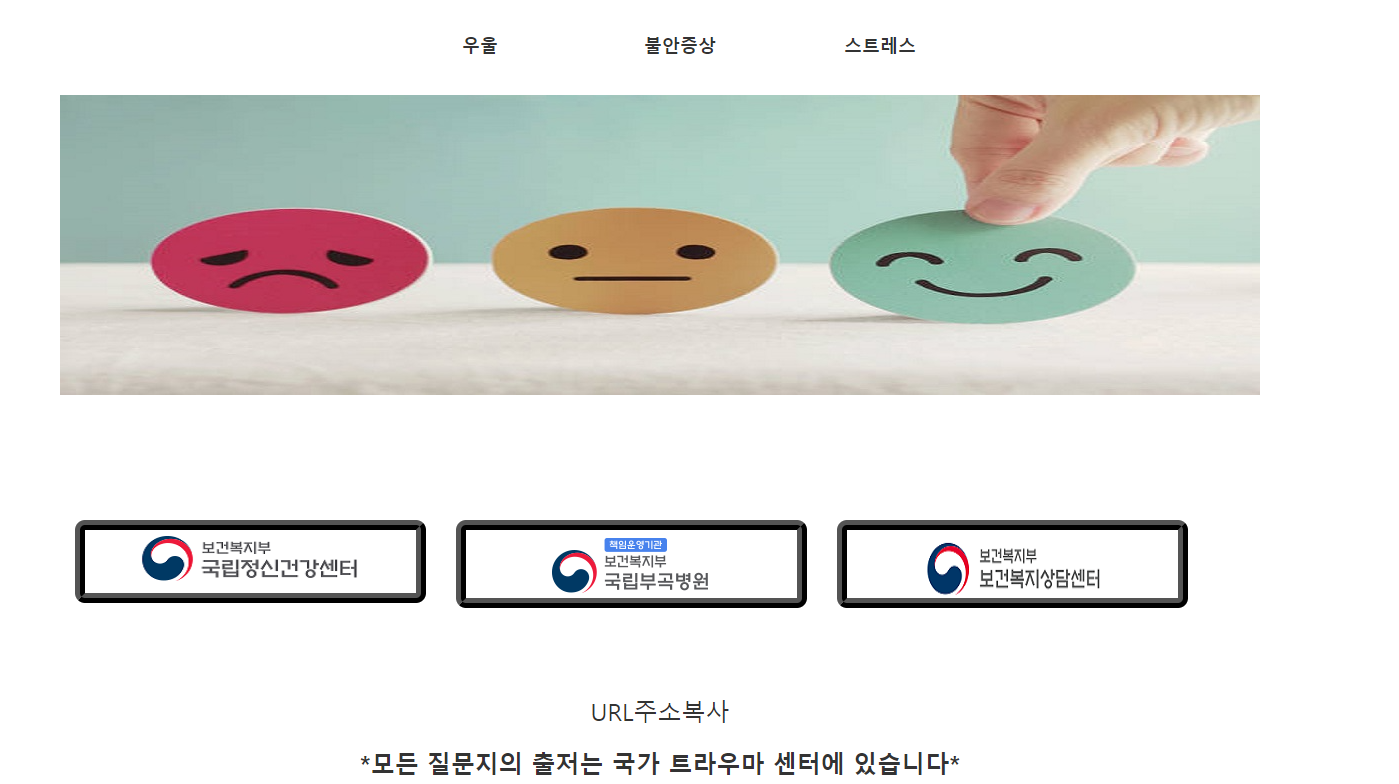 우울 불안증상 스트레스
보건복지부
국립정신건강센터
책임운영기관
보건복지부
국립부곡병원
보건복지부
보건복지상담센터
URL주소복사
*모든 질문지의 출저는 국가 트라우마 센터에 있습니다*